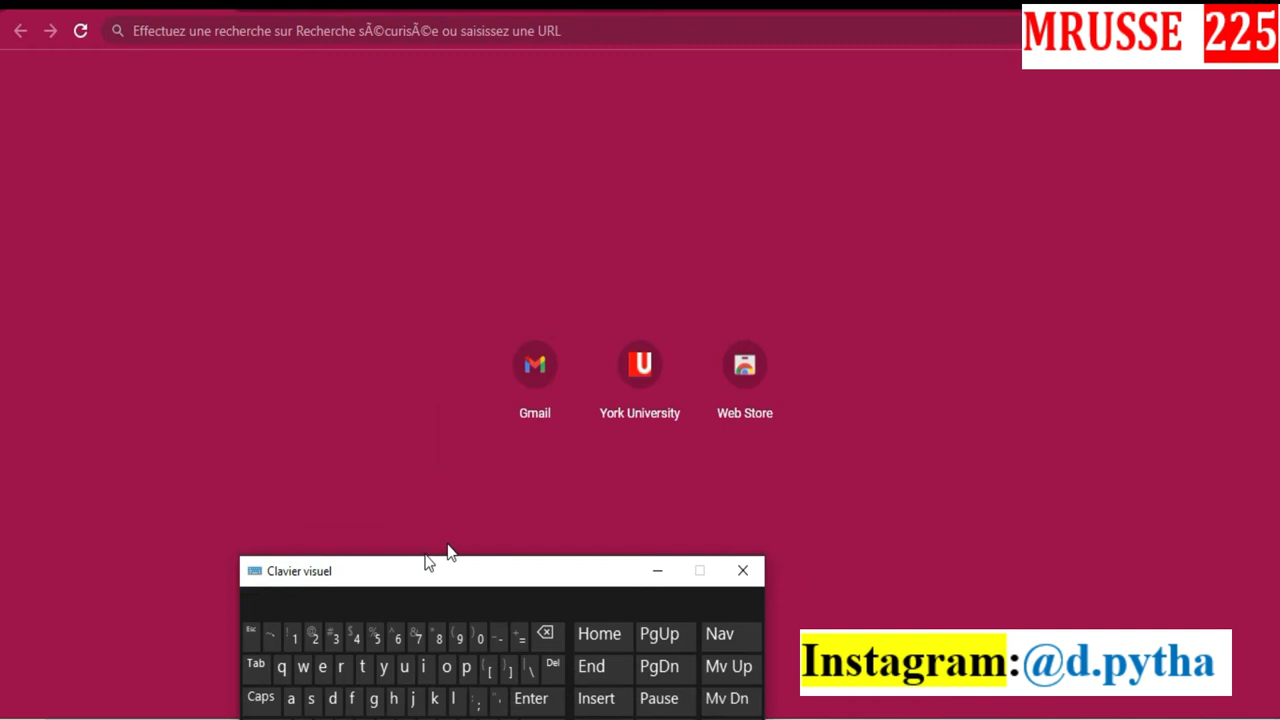 Effectuez une recherche sur Recherche sÃ©curisÃ©e ou saisissez une URL
MRUSSE 225
Gmail
York University
Web Store
Clavier visuel
Esc ~ ` ! 1 @ 2 # 3 $ 4 % 5 ^ 6 & 7 * 8 ( 9 ) 0 _ - + = Home PgUp Nav
Tab q w e r t y u i o p { [ } ] | \ Del End PgDn Mv Up
Caps a s d f g h j k l : ; " ' Enter Insert Pause Mv Dn
Instagram:@d.pytha